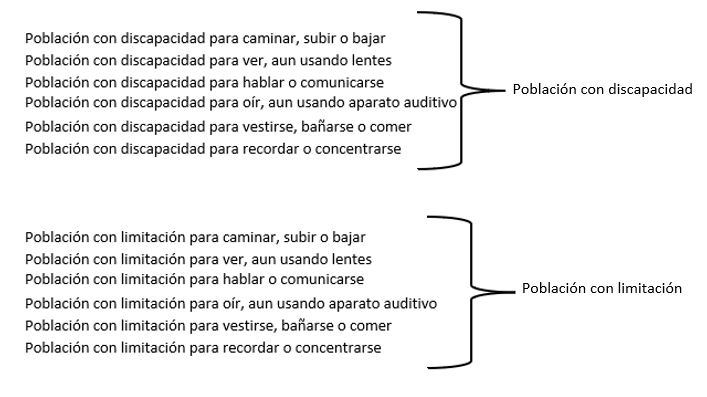 Población con discapacidad para caminar, subir o bajar
Población con discapacidad para ver, aun usando lentes
Población con discapacidad para hablar o comunicarse
Población con discapacidad para oír, aun usando aparato auditivo
Población con discapacidad para vestirse, bañarse o comer
Población con discapacidad para recordar o concentrarse
Población con discapacidad
Población con limitación para caminar, subir o bajar
Población con limitación para ver, aun usando lentes
Población con limitación para hablar o comunicarse
Población con limitación para oír, aun usando aparato auditivo
Población con limitación para vestirse, bañarse o comer
Población con limitación para recordar o concentrarse
Población con limitación